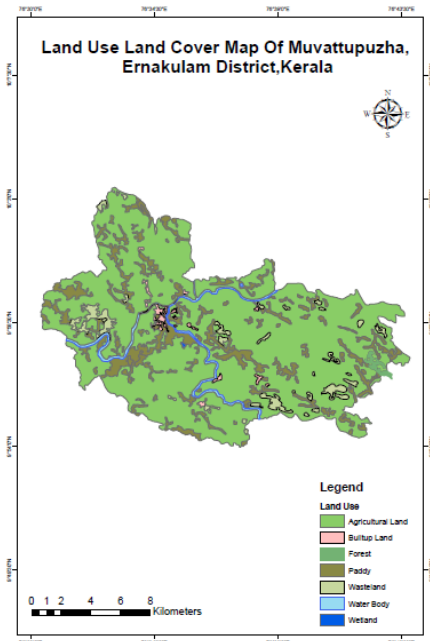 Land Use Land Cover Map Of Muvattupuzha,
Ernakulam District,Kerala
N
W E
S
Legend
Land Use
Agricultural Land
Builtup Land
Forest
Paddy
Wasteland
Water Body
Wetland
0 1 2 4 6 8
Kilometers